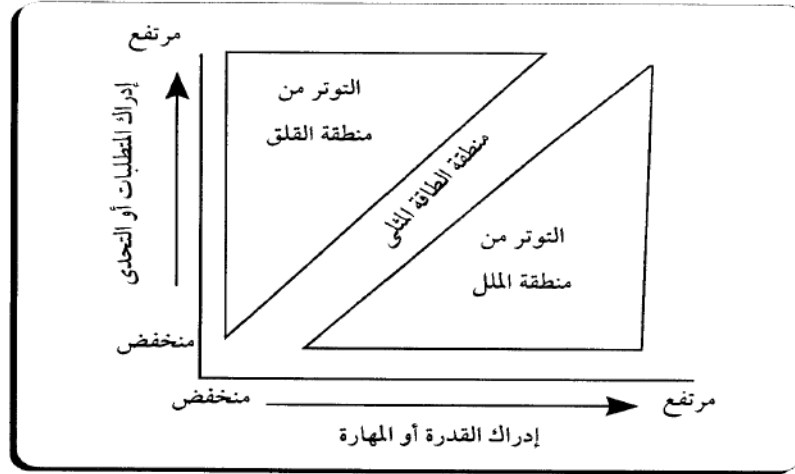 مرتفع
إدراك المتطلبات أو التحدى
التوتر من
منطقة القلق
منطقة الطاقة المثلى
التوتر من
منطقة الملل
منخفض
منخفض
مرتفع
إدراك القدرة أو المهارة